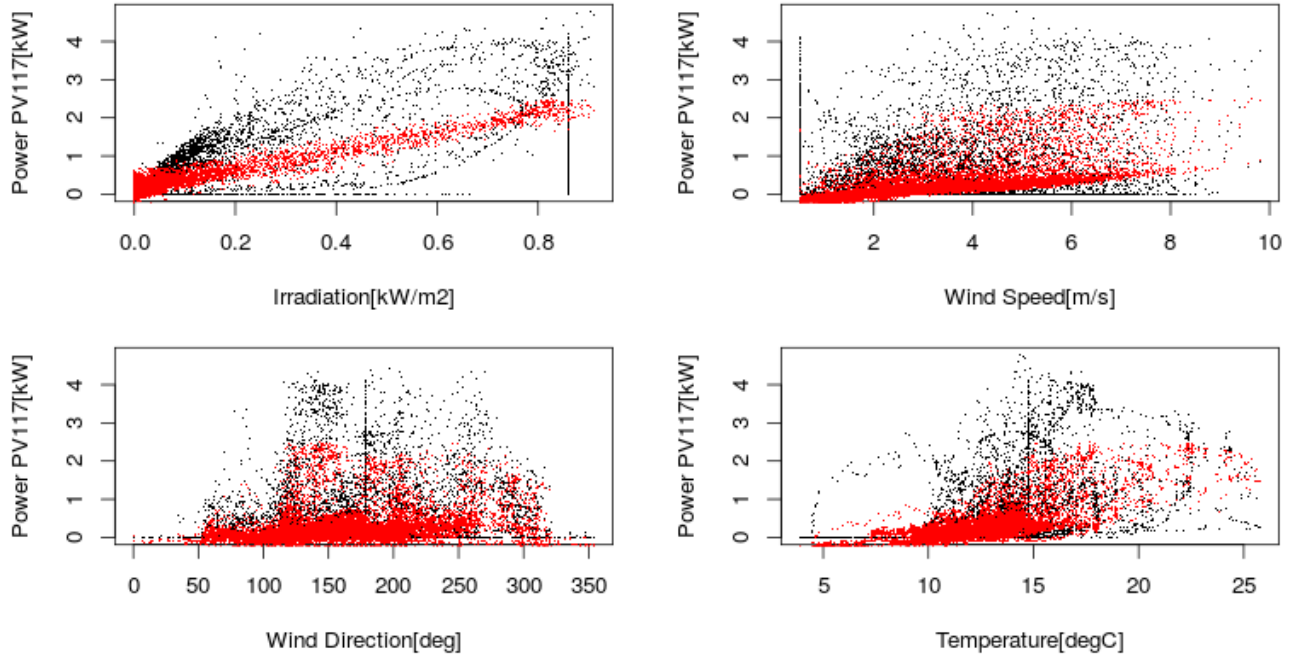 Power PV117[kW]
4
3
2
1
0
0.0 0.2 0.4 0.6 0.8
Irradiation[kW/m2]
Power PV117[kW]
4
3
2
1
0
2 4 6 8 10
Wind Speed[m/s]
Power PV117[kW]
4
3
2
1
0
0 50 100 150 200 250 300 350
Wind Direction[deg]
Power PV117[kW]
4
3
2
1
0
5 10 15 20 25
Temperature[degC]